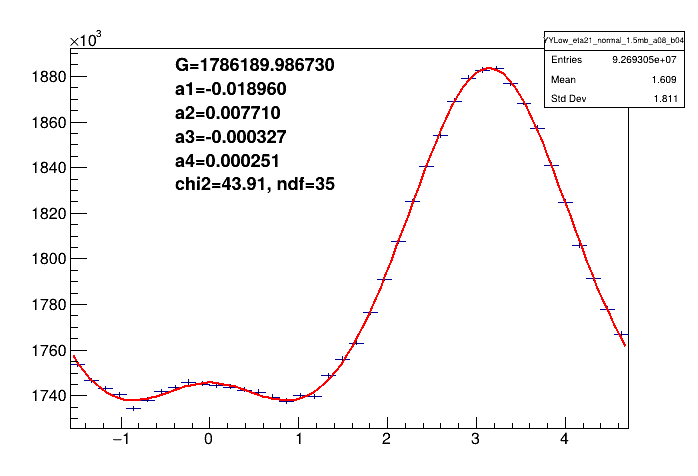 ×10³
YYLow_eta21_normal_1.5mb_a08_b04
Entries 9.269305e+07
Mean 1.609
Std Dev 1.811
G=1786189.986730
a1=-0.018960
a2=0.007710
a3=-0.000327
a4=0.000251
chi2=43.91, ndf=35
1880
1860
1840
1820
1800
1780
1760
1740
−1 0 1 2 3 4